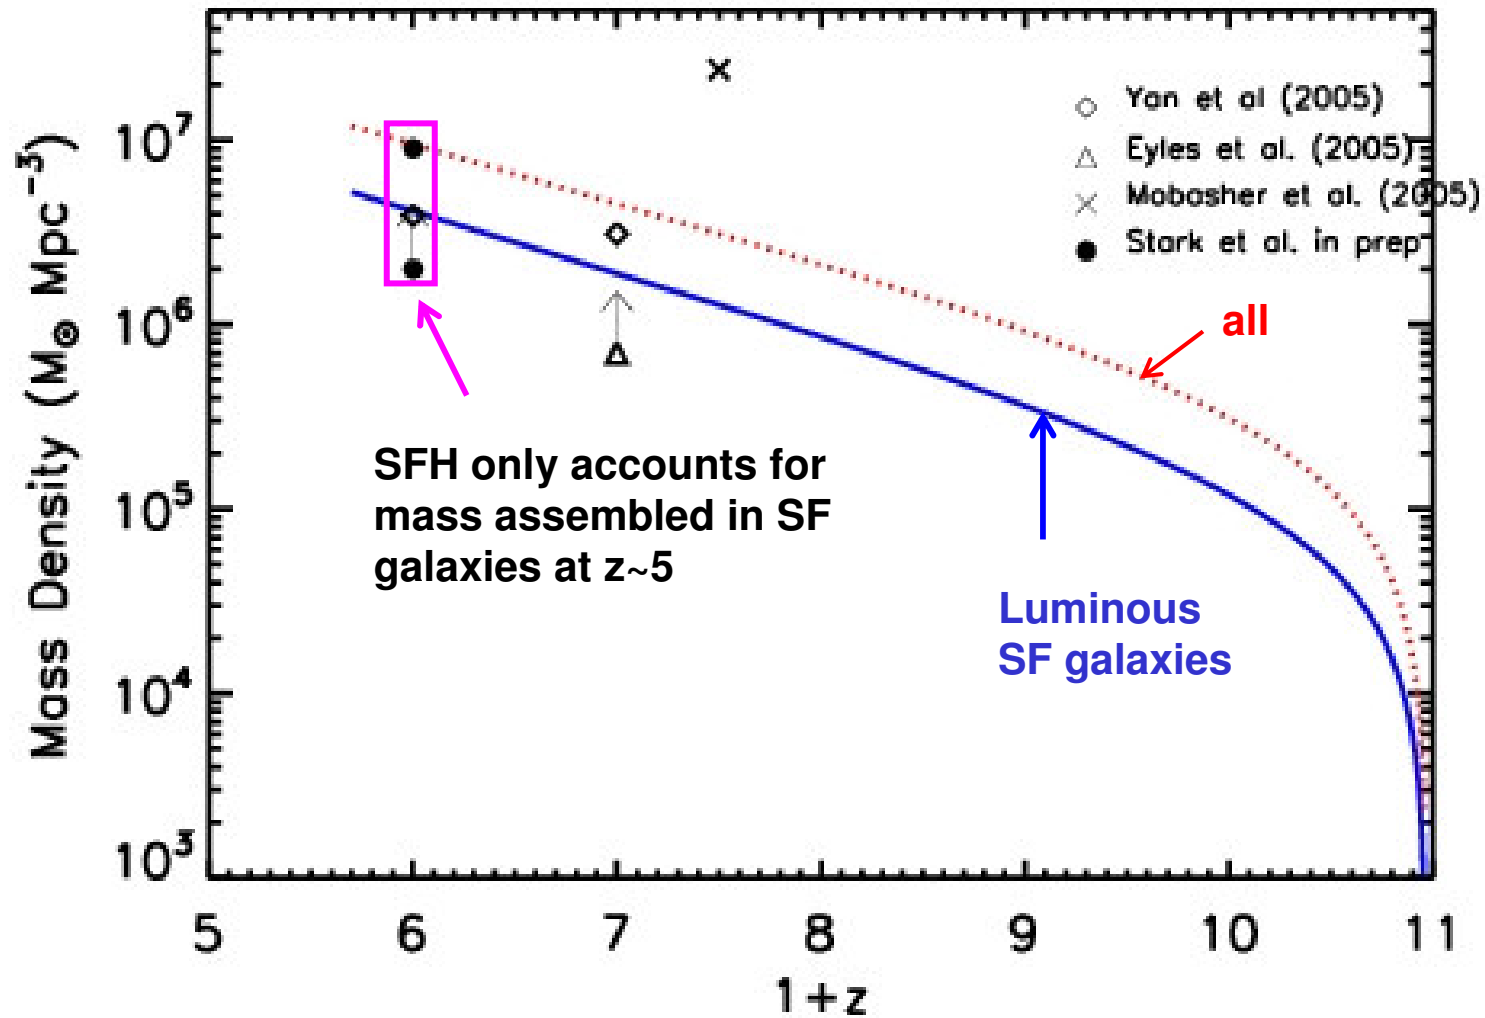 Yan et al (2005)
Eyles et al. (2005)
Mobasher et al. (2005)
Stark et al. in prep
all
SFH only accounts for
mass assembled in SF
galaxies at z~5
Luminous
SF galaxies
Mass Density (M⊙ Mpc⁻³)
10⁷
10⁶
10⁵
10⁴
10³
5 6 7 8 9 10 11
1+z